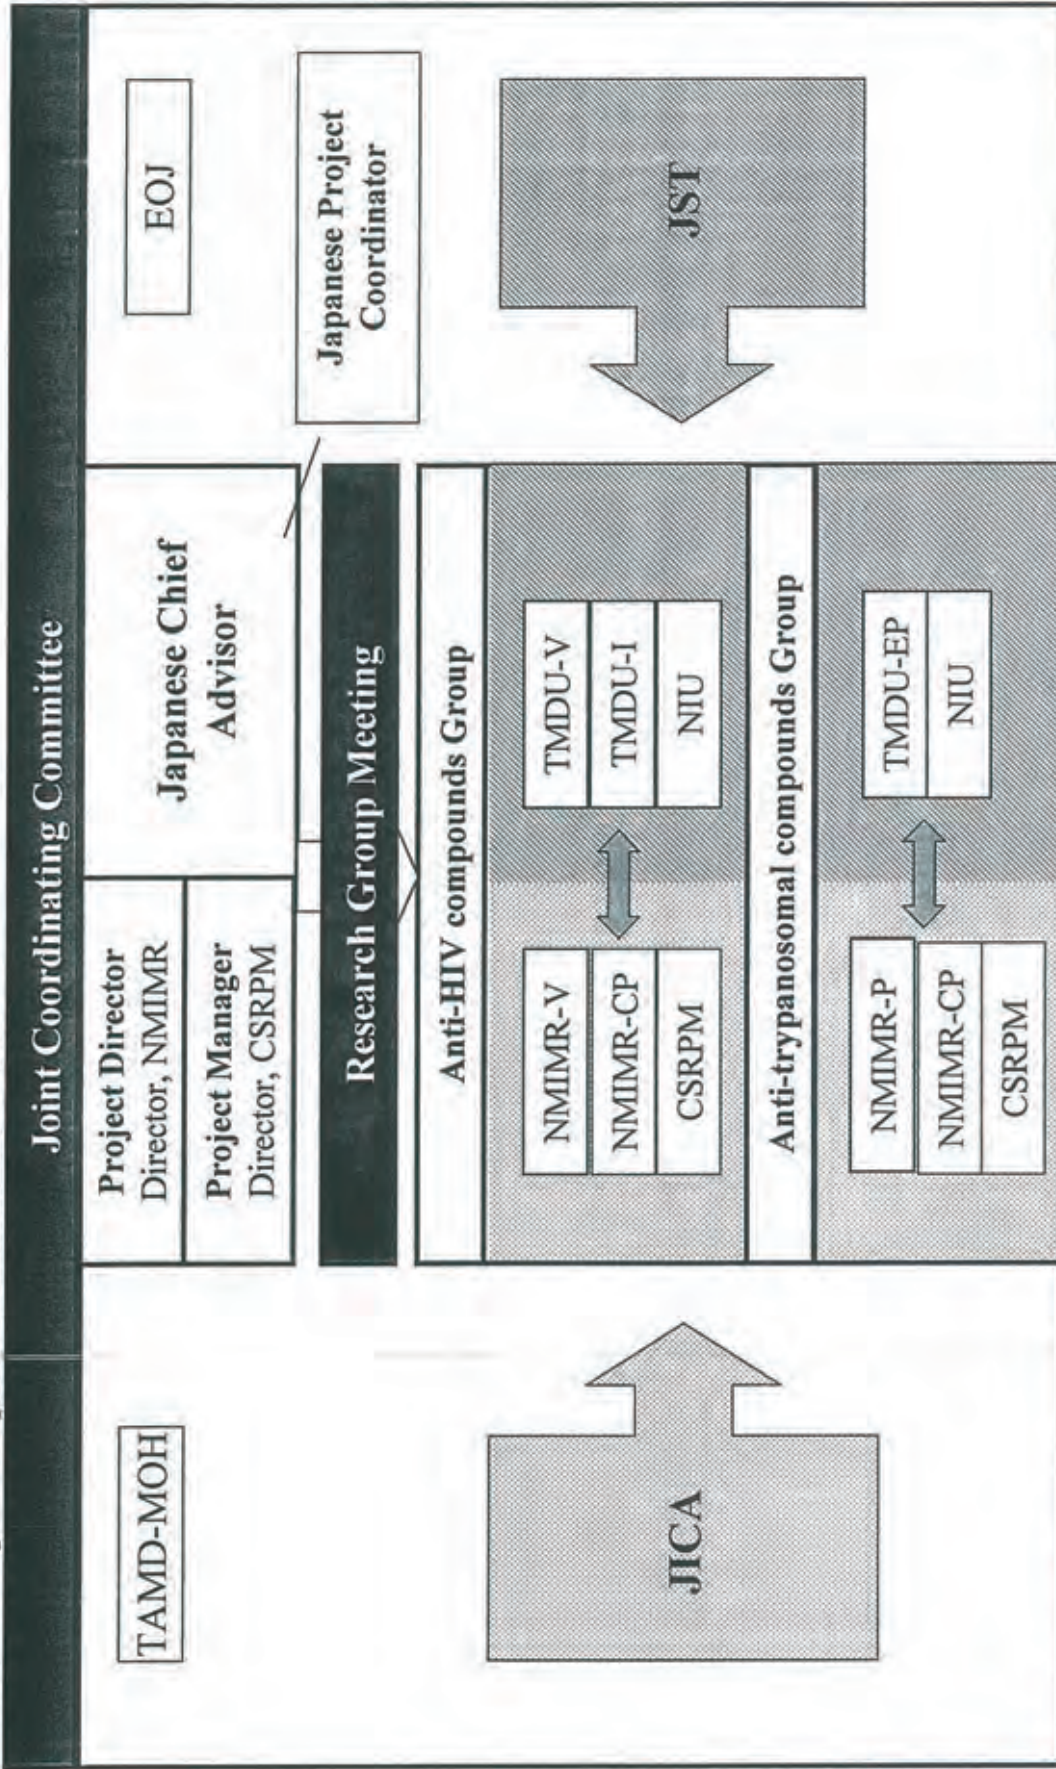 Joint Coordinating Committee
TAMD-MOH
Project Director
Director, NMIMR
Project Manager
Director, CSRPM
Japanese Chief
Advisor
EOJ
Japanese Project
Coordinator
Research Group Meeting
Anti-HIV compounds Group
NMIMR-V
NMIMR-CP
CSRPM
TMDU-V
TMDU-I
NIU
JICA
JST
Anti-trypanosomal compounds Group
NMIMR-P
NMIMR-CP
CSRPM
TMDU-EP
NIU